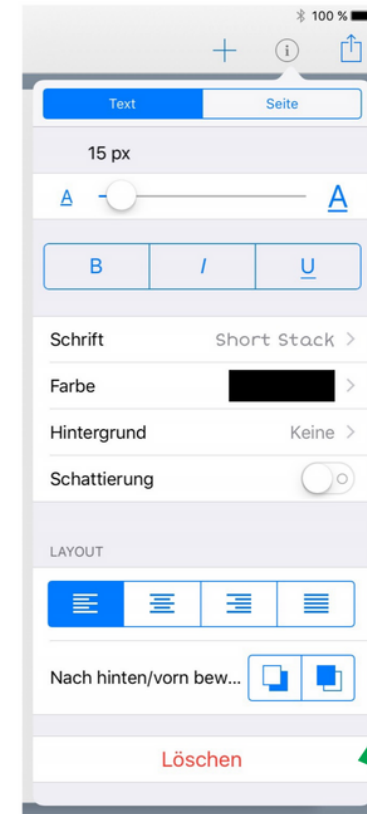 100 %
Text Seite
15 px
A A
B I U
Schrift Short Stack
Farbe
Hintergrund Keine
Schattierung
LAYOUT
Nach hinten/vorn bew...
Löschen